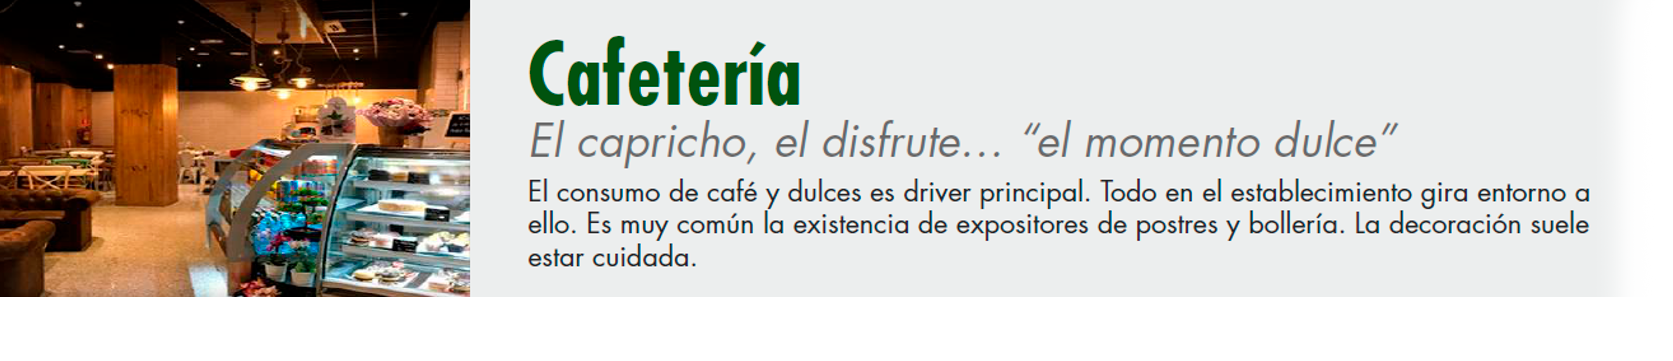 Cafetería
El capricho, el disfrute... “el momento dulce”
El consumo de café y dulces es driver principal. Todo en el establecimiento gira entorno a
ello. Es muy común la existencia de expositores de postres y bollería. La decoración suele
estar cuidada.